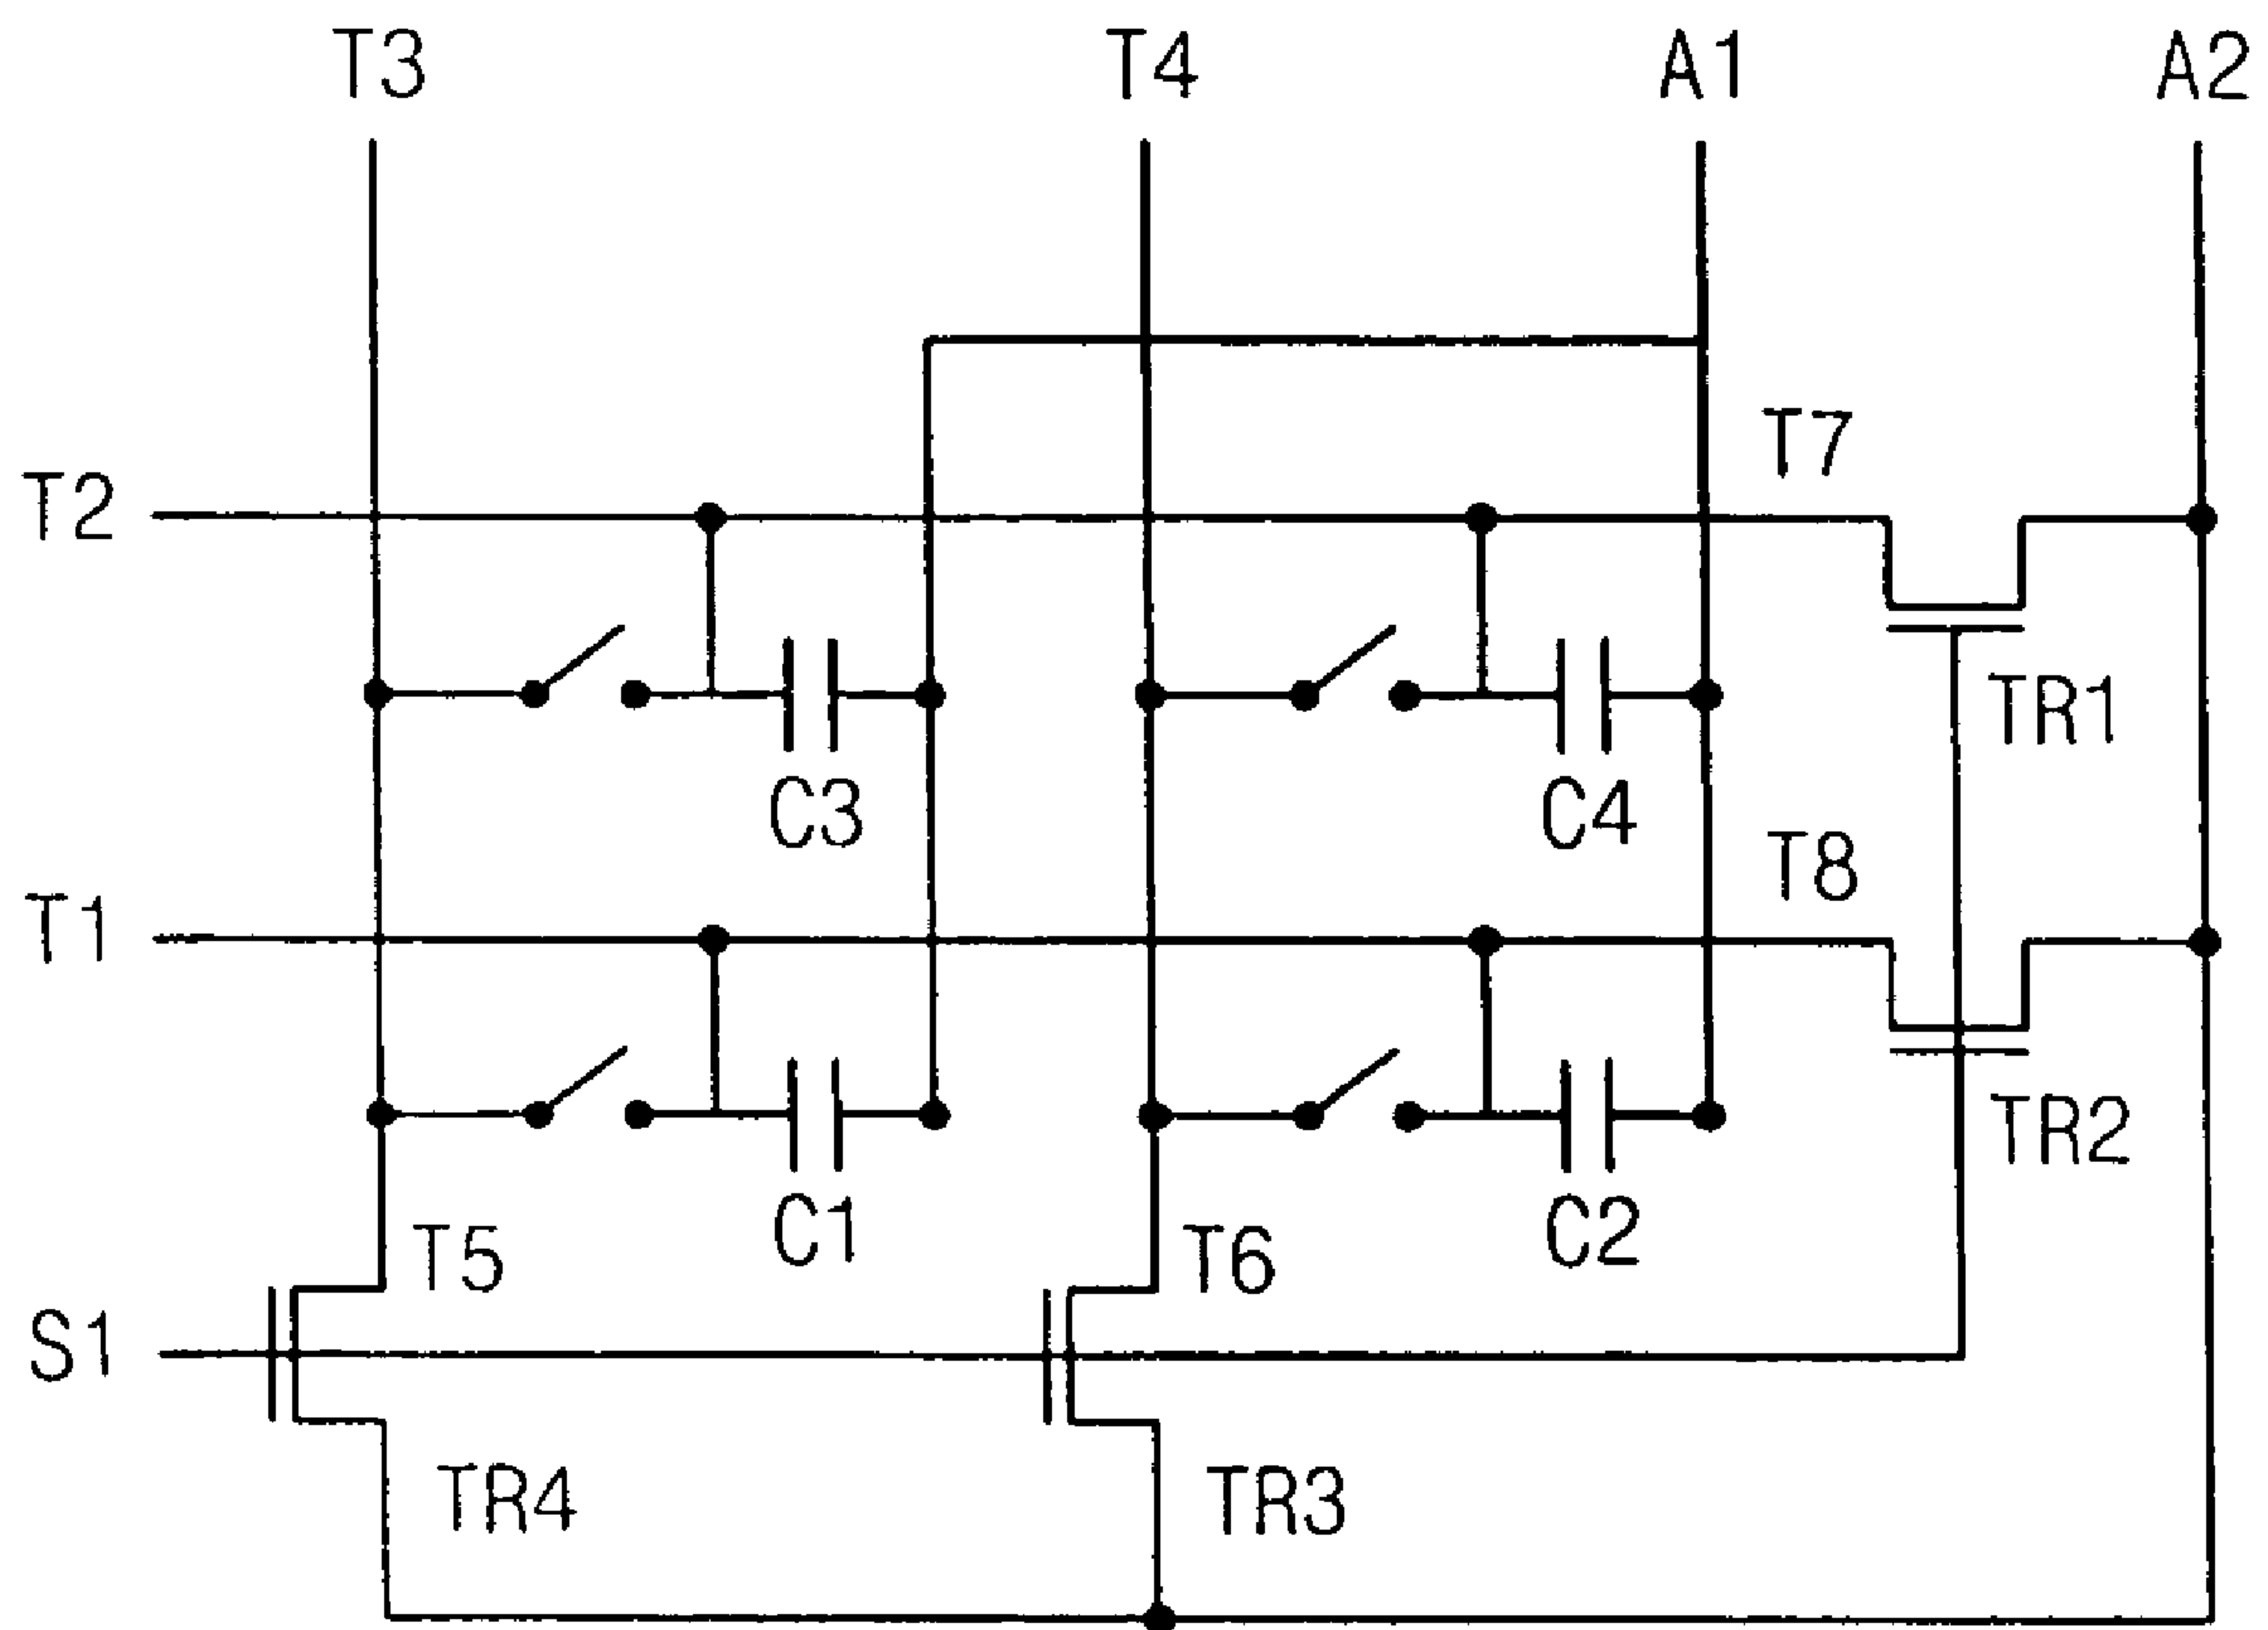 T3 T4 A1 A2
T7
T2
TR1
C3 C4
T8
T1
TR2
C1 C2
T5 T6
S1
TR4 TR3